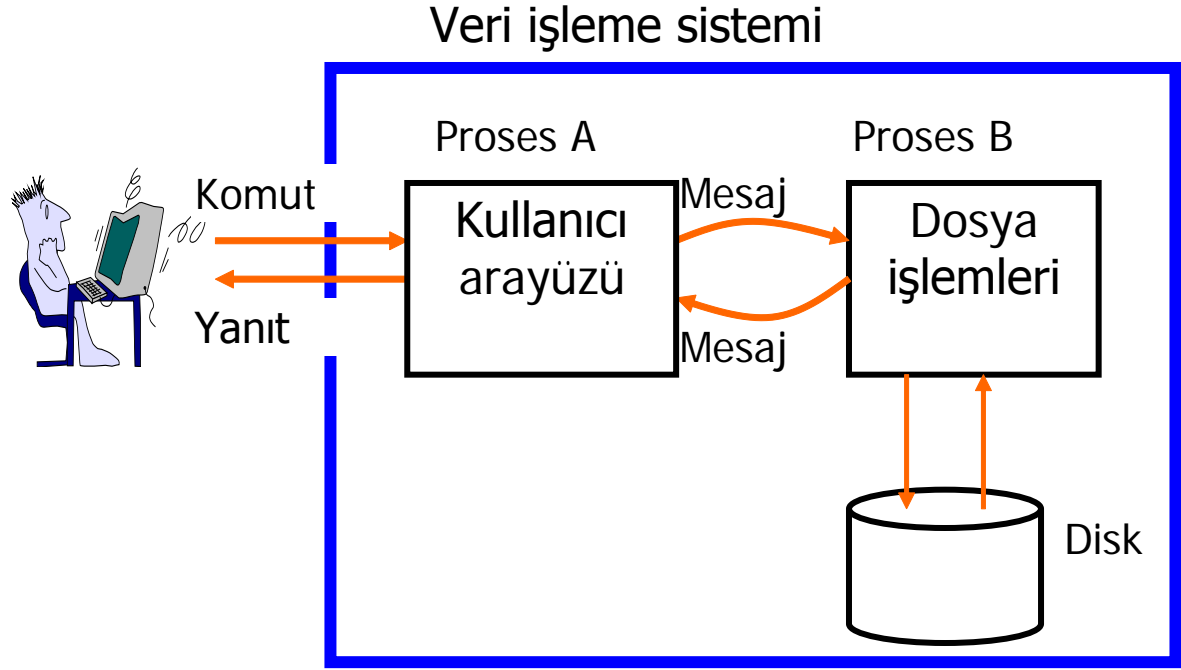 Veri işleme sistemi
Proses A
Proses B
Komut
Kullanıcı
arayüzü
Mesaj
Dosya
işlemleri
Yanıt
Mesaj
Disk